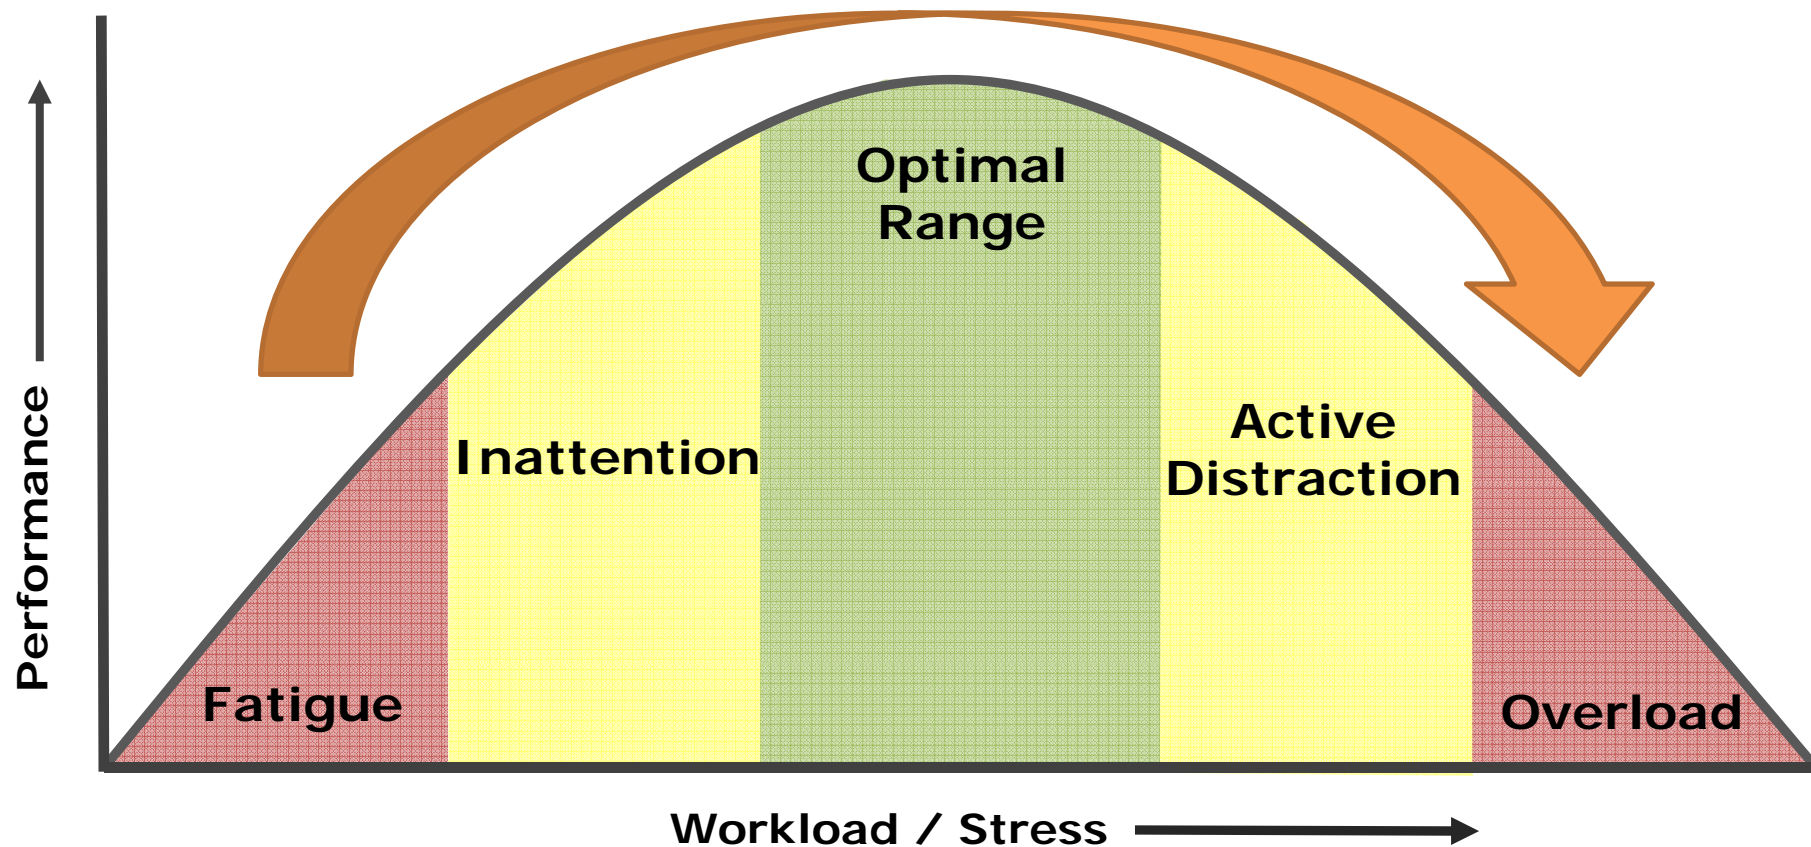 Performance
Optimal
Range
Inattention
Active
Distraction
Fatigue
Overload
Workload / Stress